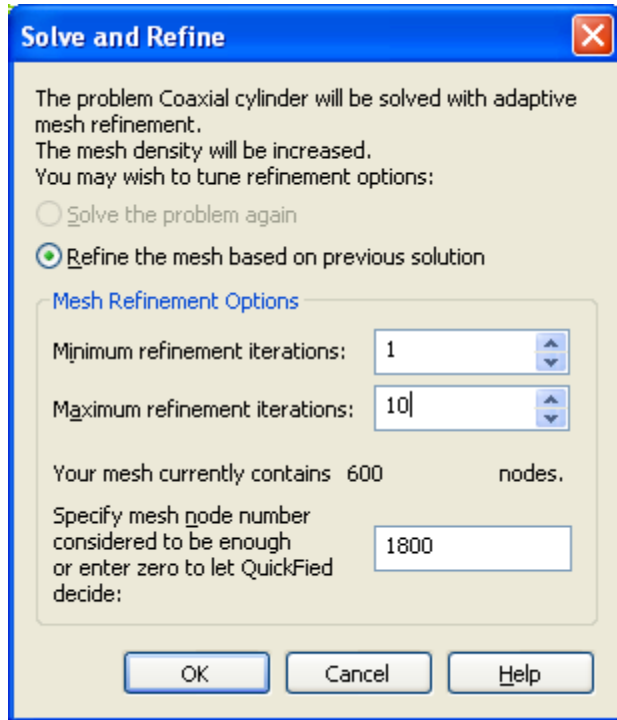 Solve and Refine
The problem Coaxial cylinder will be solved with adaptive
mesh refinement.
The mesh density will be increased.
You may wish to tune refinement options:
Solve the problem again
Refine the mesh based on previous solution
Mesh Refinement Options
Minimum refinement iterations: 1
Maximum refinement iterations: 10
Your mesh currently contains 600 nodes.
Specify mesh node number
considered to be enough
or enter zero to let QuickFied
decide:
1800
OK Cancel Help